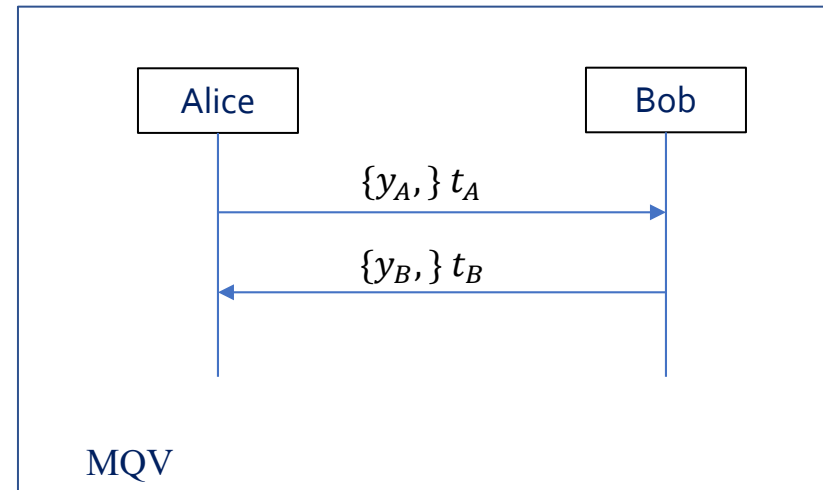 Alice
Bob
{y_A,} t_A
{y_B,} t_B
MQV